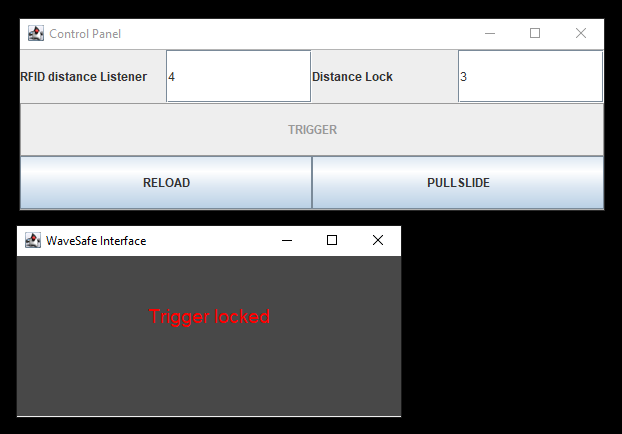 Control Panel
RFID distance Listener 4 Distance Lock 3
TRIGGER
RELOAD PULL SLIDE
WaveSafe Interface
Trigger locked